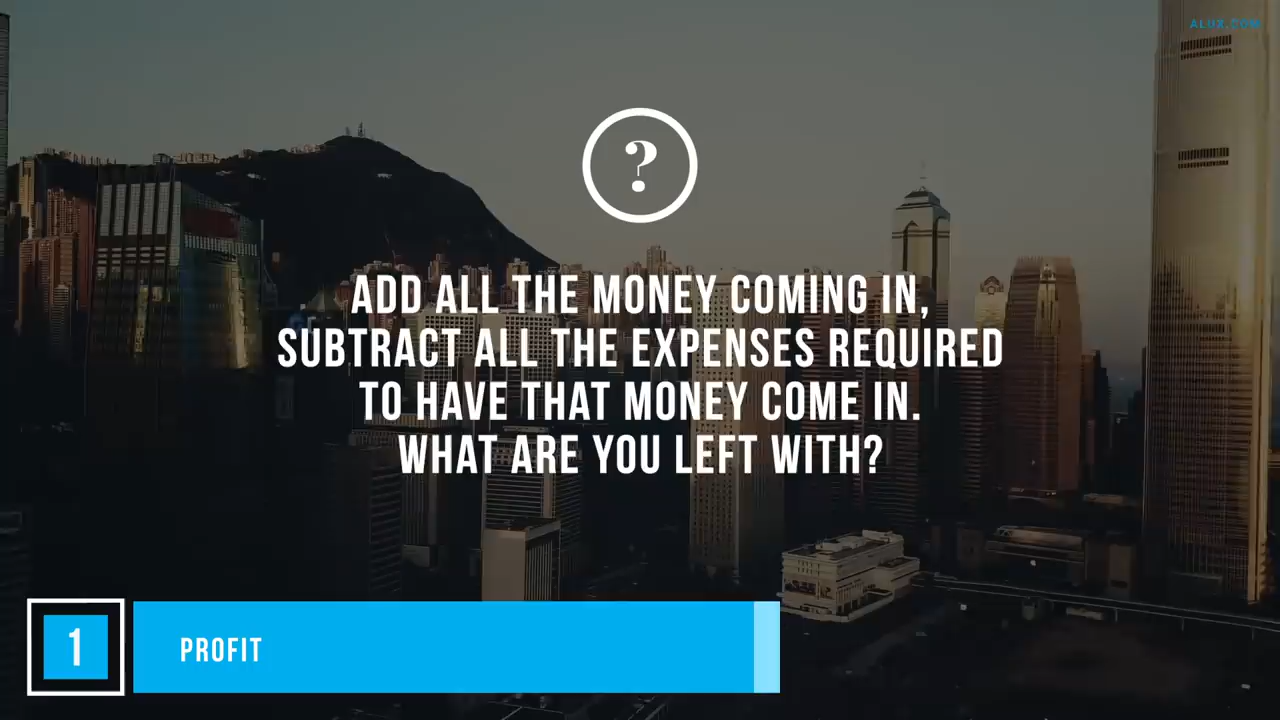 ALUX.COM
?
ADD ALL THE MONEY COMING IN,
SUBTRACT ALL THE EXPENSES REQUIRED
TO HAVE THAT MONEY COME IN.
WHAT ARE YOU LEFT WITH?
1
PROFIT